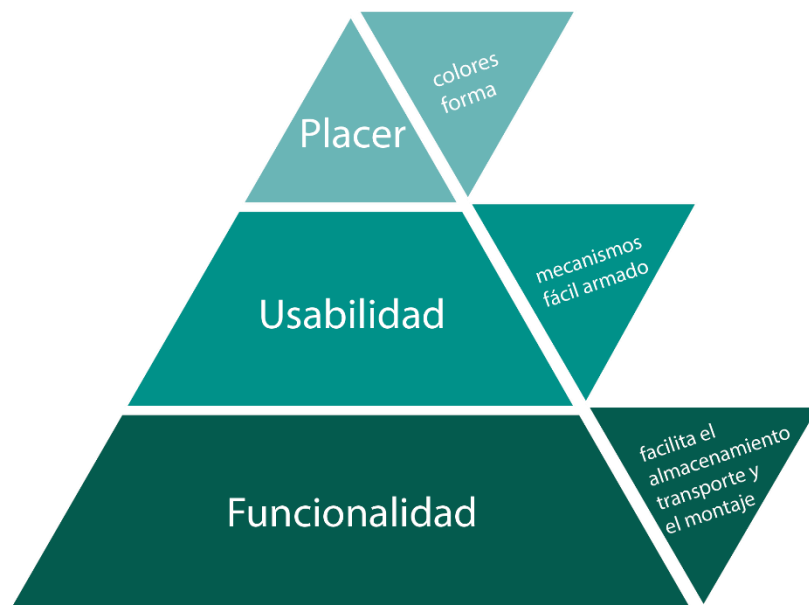 Placer
colores
forma
Usabilidad
mecanismos
fácil armado
Funcionalidad
facilita el
almacenamiento
transporte y
el montaje